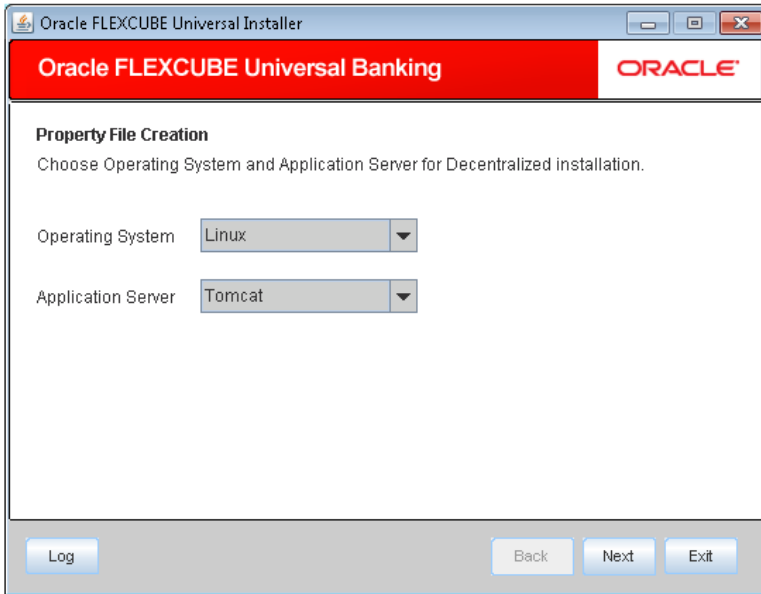 Oracle FLEXCUBE Universal Installer
Oracle FLEXCUBE Universal Banking
ORACLE
Property File Creation
Choose Operating System and Application Server for Decentralized installation.
Operating System Linux
Application Server Tomcat
Log Back Next Exit